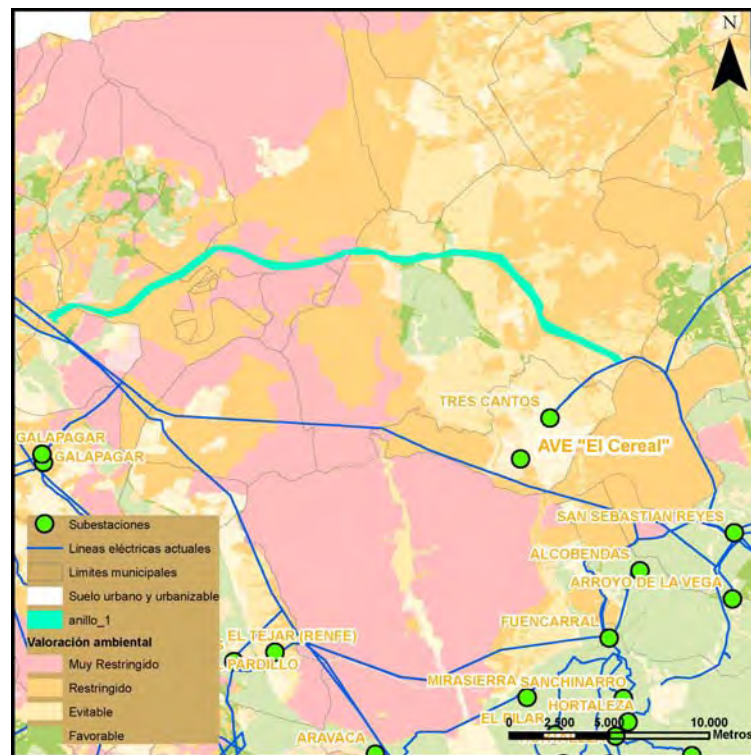 N
TRES CANTOS
AVE "El Cereal"
GALAPAGAR
GALAPAGAR
SAN SEBASTIAN REYES
ALCOBENDAS
ARROYO DE LA VEGA
FUENCARRAL
EL TEJAR (RENFE)
PARDILLO
MIRASIERRA
SANCHINARRO
HORTALEZA
EL PILAR
ARAVACA
Subestaciones
Lineas eléctricas actuales
Limites municipales
Suelo urbano y urbanizable
anillo_1
Valoración ambiental
Muy Restringido
Restringido
Evitable
Favorable
0 2.500 5.000 10.000
Metros